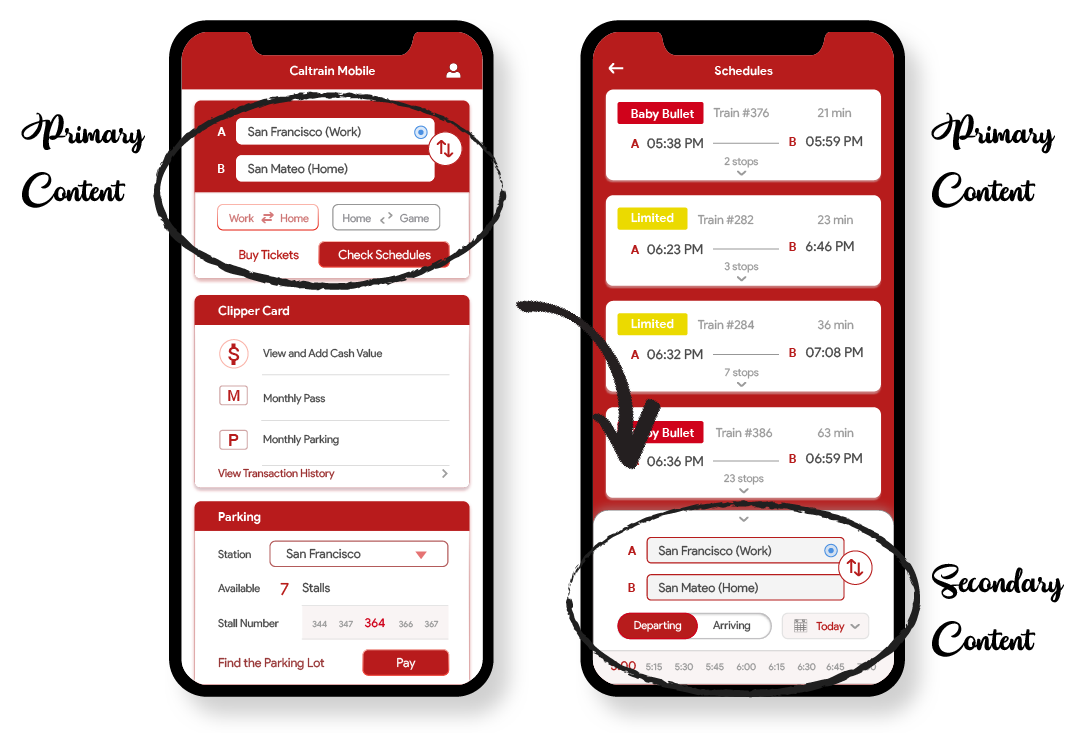 Primary
Content
Caltrain Mobile
A San Francisco (Work)
B San Mateo (Home)
Work Home
Home Game
Buy Tickets
Check Schedules
Clipper Card
$ View and Add Cash Value
M Monthly Pass
P Monthly Parking
View Transaction History
Parking
Station San Francisco
Available 7 Stalls
Stall Number 344 347 364 366 367
Find the Parking Lot
Pay
Schedules
Baby Bullet Train #376 21 min
A 05:38 PM B 05:59 PM
2 stops
Limited Train #282 23 min
A 06:23 PM B 6:46 PM
3 stops
Limited Train #284 36 min
A 06:32 PM B 07:08 PM
7 stops
by Bullet Train #386 63 min
06:36 PM B 06:59 PM
23 stops
A San Francisco (Work)
B San Mateo (Home)
Departing Arriving Today
5:00 5:15 5:30 5:45 6:00 6:15 6:30 6:45
Primary
Content
Secondary
Content